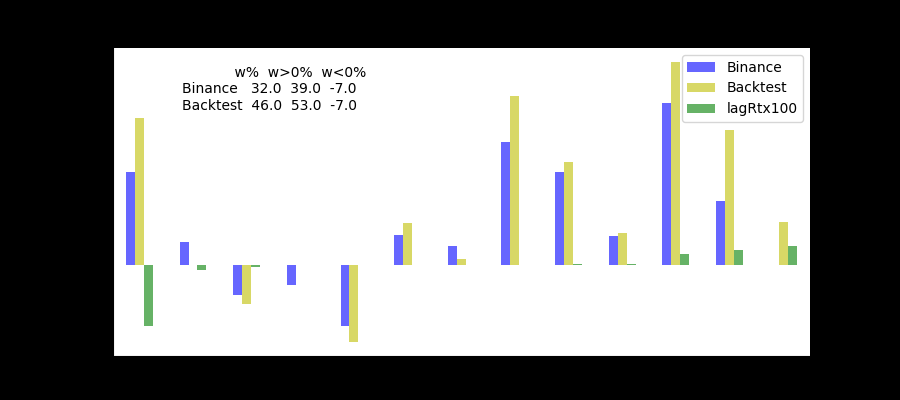 w% w>0% w<0%
Binance 32.0 39.0 -7.0
Backtest 46.0 53.0 -7.0
Binance
Backtest
lagRtx100